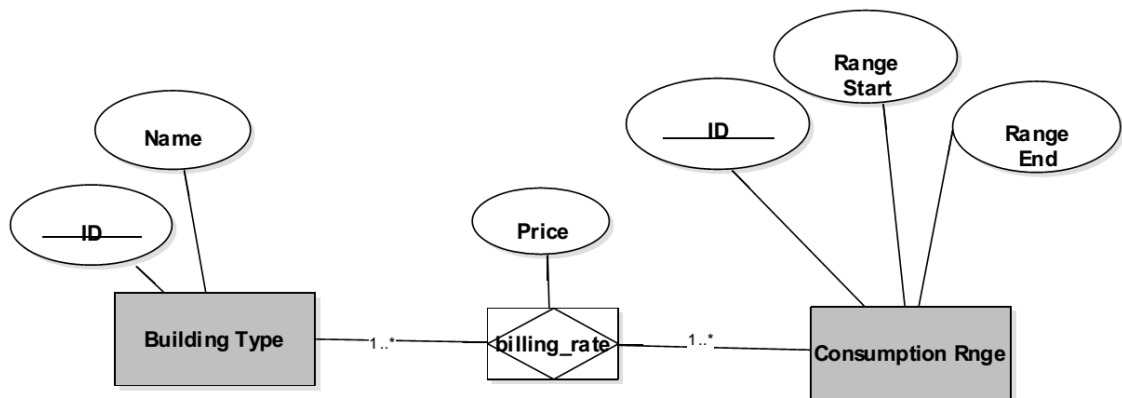 Range
Start
ID
Range
End
Name
ID
Price
Building Type
1..*
billing_rate
1..*
Consumption Rnge